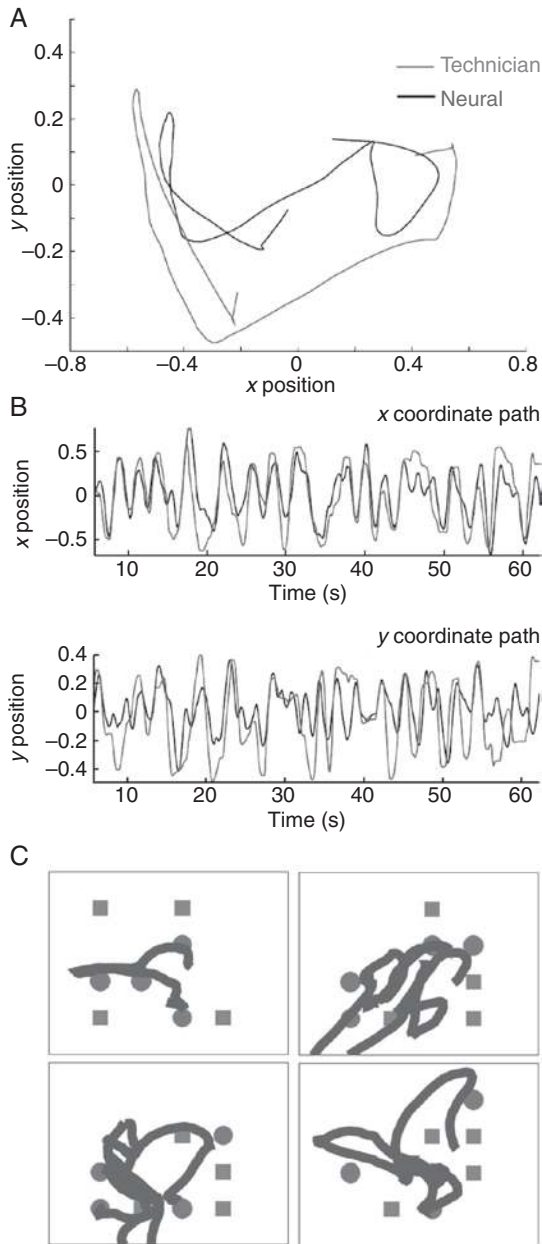 A
0.4
0.2
0
–0.2
–0.4
y position
Technician
Neural
–0.8
–0.4
0
0.4
0.8
x position
B
x coordinate path
0.5
0
–0.5
x position
10
20
30
40
50
60
Time (s)
y coordinate path
0.4
0.2
0
–0.2
–0.4
y position
10
20
30
40
50
60
Time (s)
C